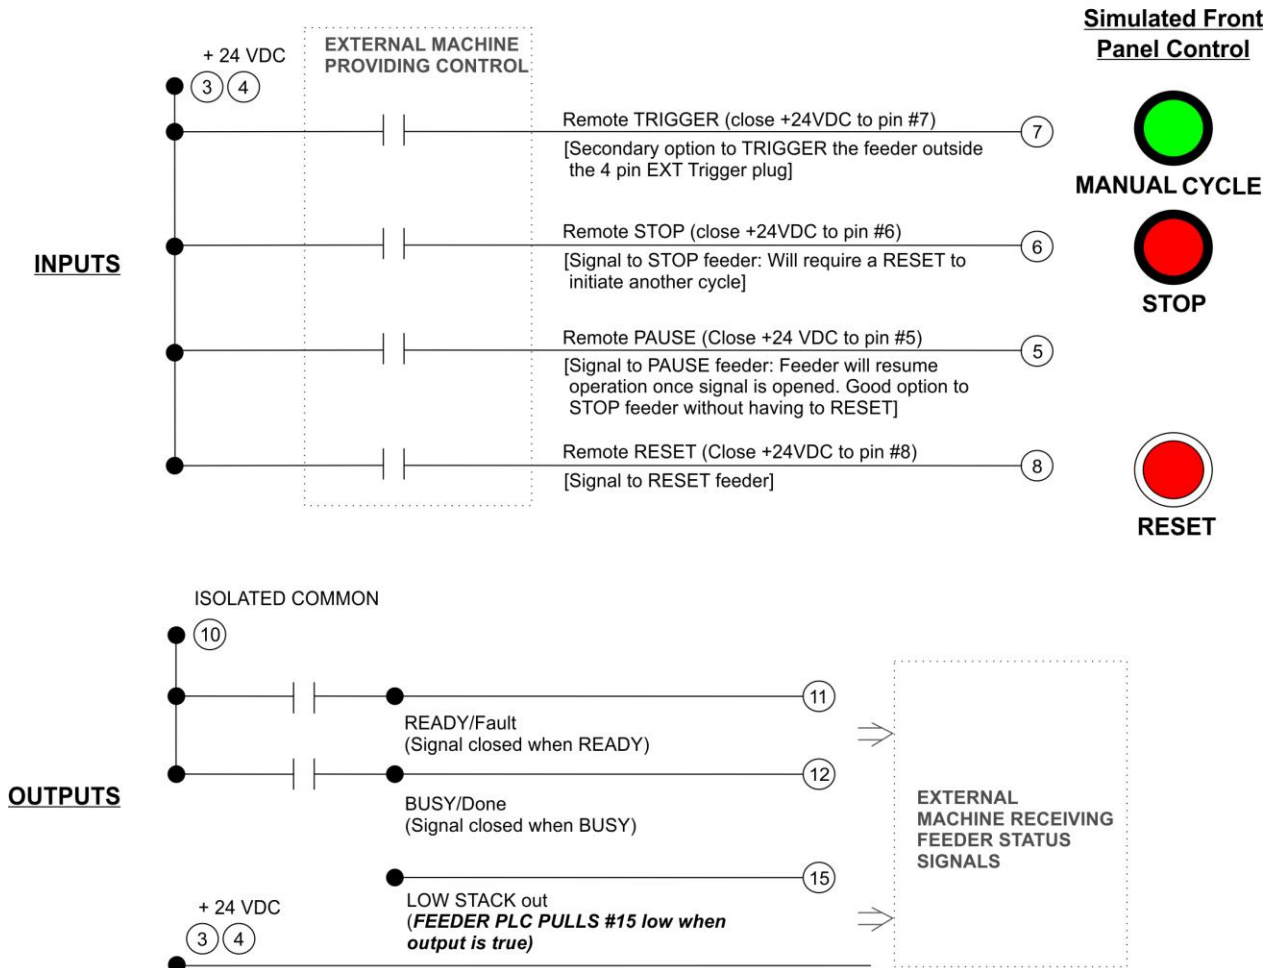 Simulated Front
Panel Control
+ 24 VDC
3 4
EXTERNAL MACHINE
PROVIDING CONTROL
Remote TRIGGER (close +24VDC to pin #7)
7
[Secondary option to TRIGGER the feeder outside
the 4 pin EXT Trigger plug]
MANUAL CYCLE
INPUTS
Remote STOP (close +24VDC to pin #6)
6
[Signal to STOP feeder: Will require a RESET to
initiate another cycle]
STOP
Remote PAUSE (Close +24 VDC to pin #5)
5
[Signal to PAUSE feeder: Feeder will resume
operation once signal is opened. Good option to
STOP feeder without having to RESET]
Remote RESET (Close +24VDC to pin #8)
8
[Signal to RESET feeder]
RESET
ISOLATED COMMON
10
11
READY/Fault
(Signal closed when READY)
OUTPUTS
12
BUSY/Done
(Signal closed when BUSY)
15
LOW STACK out
(FEEDER PLC PULLS #15 low when
output is true)
+ 24 VDC
3 4
EXTERNAL
MACHINE RECEIVING
FEEDER STATUS
SIGNALS